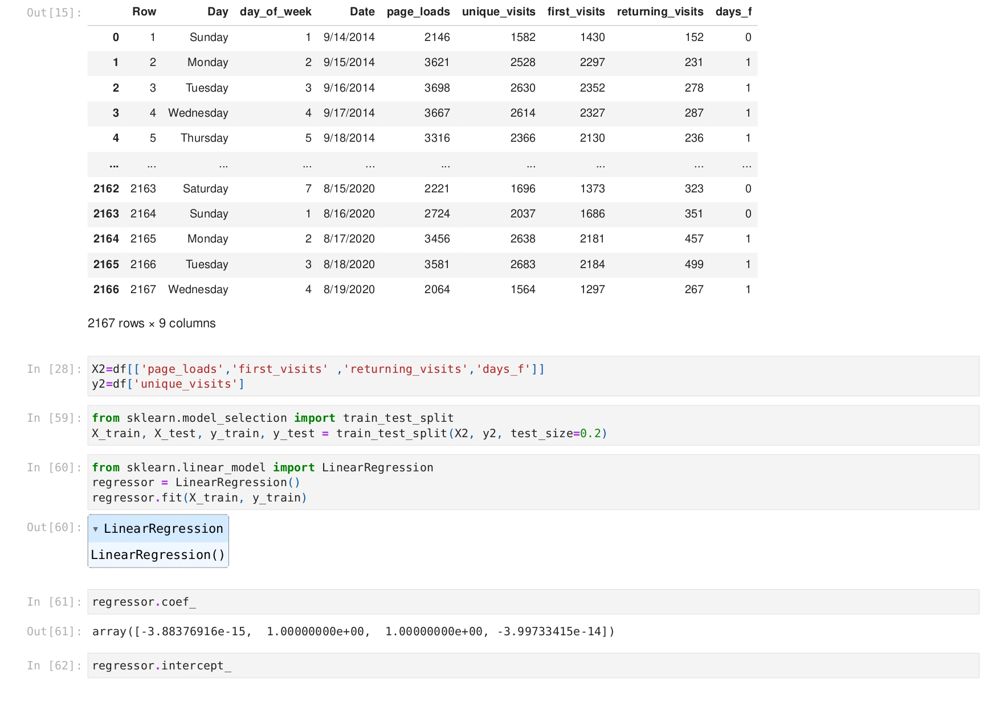 Out[15]: Row Day day_of_week Date page_loads unique_visits first_visits returning_visits days_f
0 1 Sunday 1 9/14/2014 2146 1582 1430 152 0
1 2 Monday 2 9/15/2014 3621 2528 2297 231 1
2 3 Tuesday 3 9/16/2014 3698 2630 2352 278 1
3 4 Wednesday 4 9/17/2014 3667 2614 2327 287 1
4 5 Thursday 5 9/18/2014 3316 2366 2130 236 1
... ... ... ... ... ... ... ... ... ...
2162 2163 Saturday 7 8/15/2020 2221 1696 1373 323 0
2163 2164 Sunday 1 8/16/2020 2724 2037 1686 351 0
2164 2165 Monday 2 8/17/2020 3456 2638 2181 457 1
2165 2166 Tuesday 3 8/18/2020 3581 2683 2184 499 1
2166 2167 Wednesday 4 8/19/2020 2064 1564 1297 267 1
2167 rows × 9 columns
In [28]: X2=df[['page_loads','first_visits' ,'returning_visits','days_f']]
y2=df['unique_visits']
In [59]: from sklearn.model_selection import train_test_split
X_train, X_test, y_train, y_test = train_test_split(X2, y2, test_size=0.2)
In [60]: from sklearn.linear_model import LinearRegression
regressor = LinearRegression()
regressor.fit(X_train, y_train)
Out[60]: ▾ LinearRegression
LinearRegression()
In [61]: regressor.coef_
Out[61]: array([-3.88376916e-15,  1.00000000e+00,  1.00000000e+00, -3.99733415e-14])
In [62]: regressor.intercept_